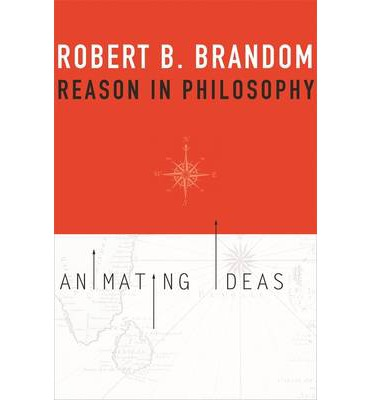 ROBERT B. BRANDOM
REASON IN PHILOSOPHY
ANIMATING IDEAS